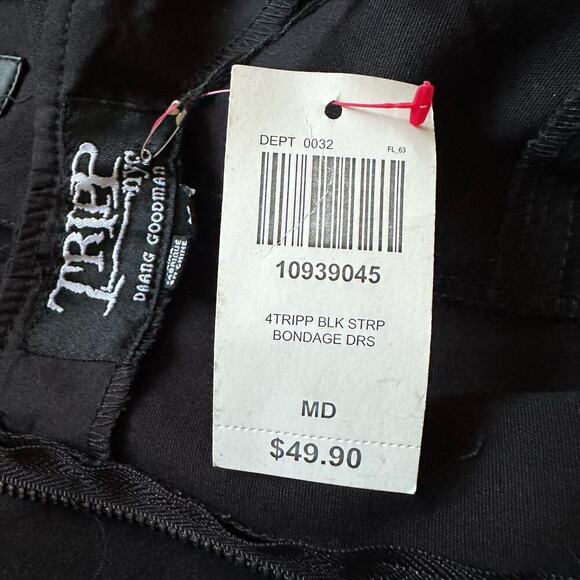 TRIPP
nyc
DAANG GOODMAN
DEPT 0032
FL_63
10939045
4TRIPP BLK STRP
BONDAGE DRS
MD
$49.90